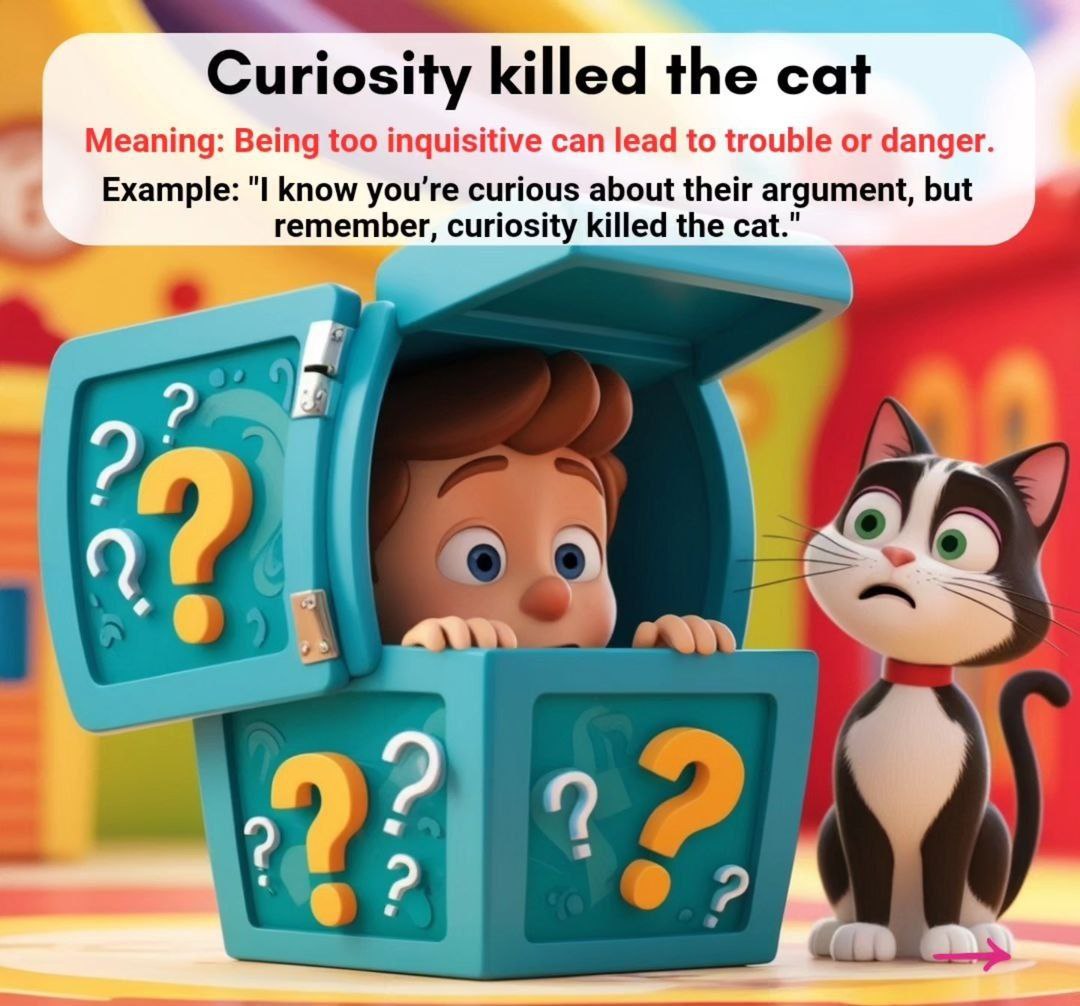 Curiosity killed the cat
Meaning: Being too inquisitive can lead to trouble or danger.
Example: "I know you’re curious about their argument, but
remember, curiosity killed the cat."
? ? ? ?
? ? ? ?
? ? ?